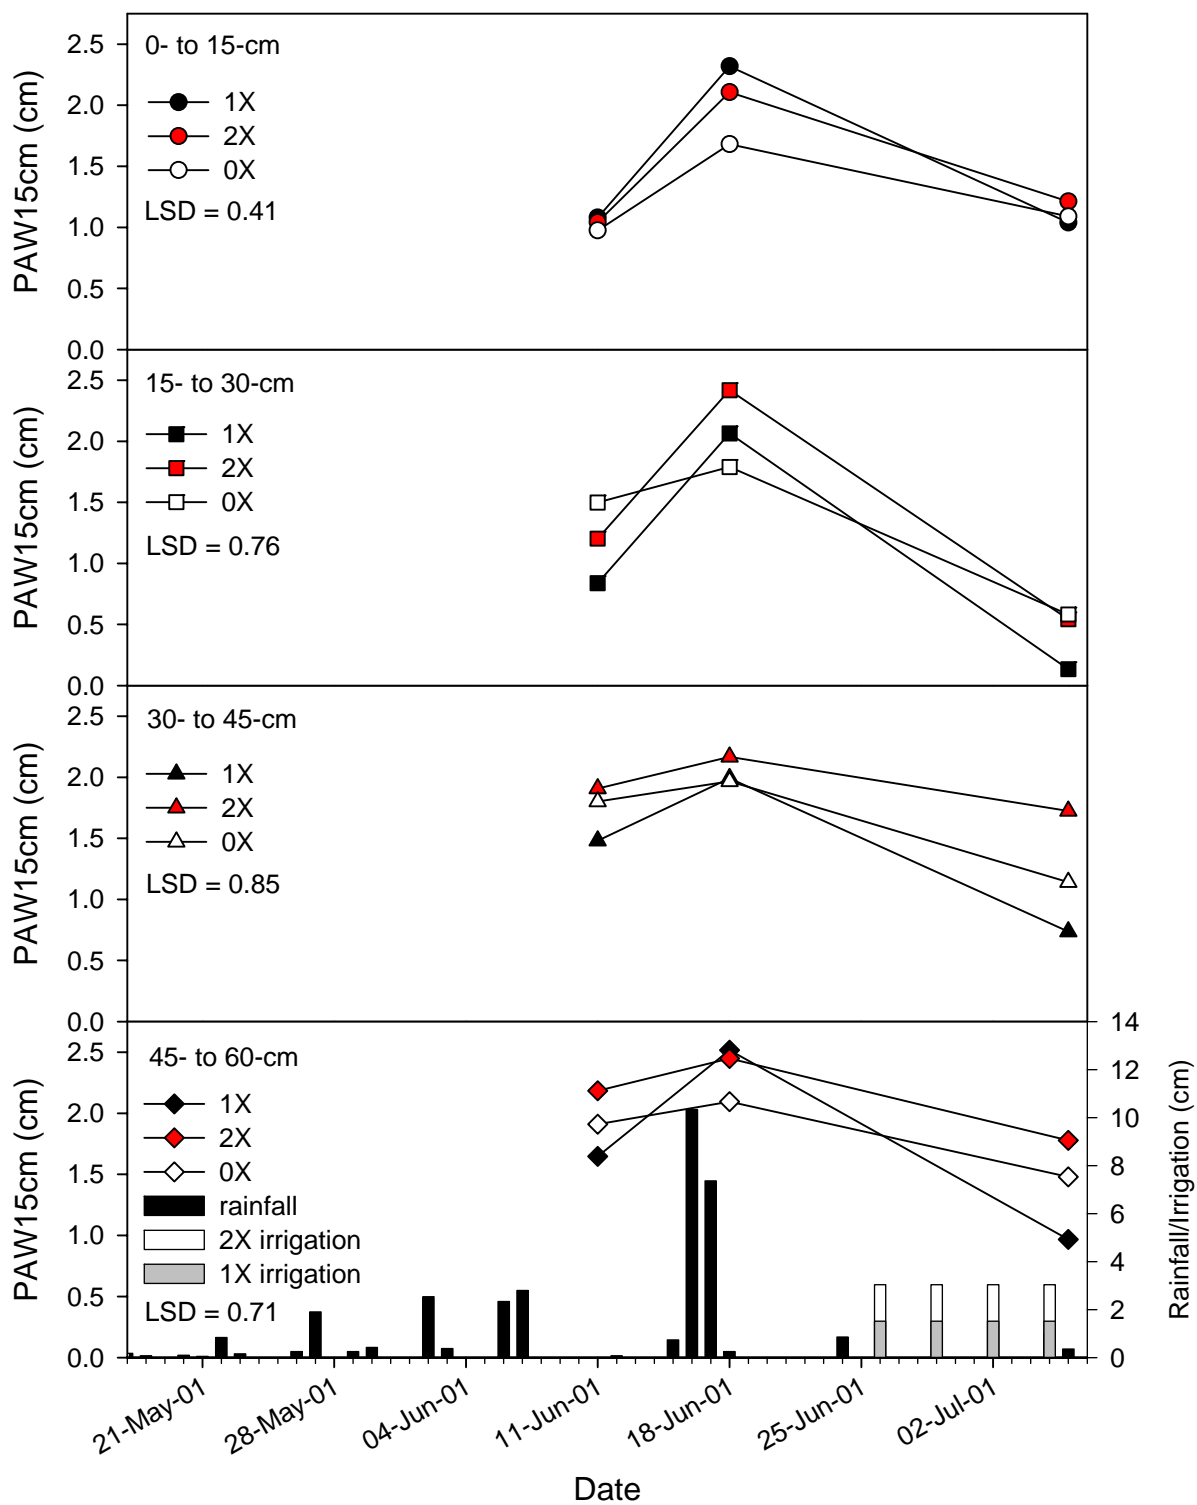 0- to 15-cm
1X
2X
0X
LSD = 0.41
PAW15cm (cm)
2.5
2.0
1.5
1.0
0.5
0.0
15- to 30-cm
1X
2X
0X
LSD = 0.76
PAW15cm (cm)
2.5
2.0
1.5
1.0
0.5
0.0
30- to 45-cm
1X
2X
0X
LSD = 0.85
PAW15cm (cm)
2.5
2.0
1.5
1.0
0.5
0.0
45- to 60-cm
1X
2X
0X
rainfall
2X irrigation
1X irrigation
LSD = 0.71
PAW15cm (cm)
2.5
2.0
1.5
1.0
0.5
0.0
14
12
10
8
6
4
2
0
Rainfall/Irrigation (cm)
21-May-01
28-May-01
04-Jun-01
11-Jun-01
18-Jun-01
25-Jun-01
02-Jul-01
Date